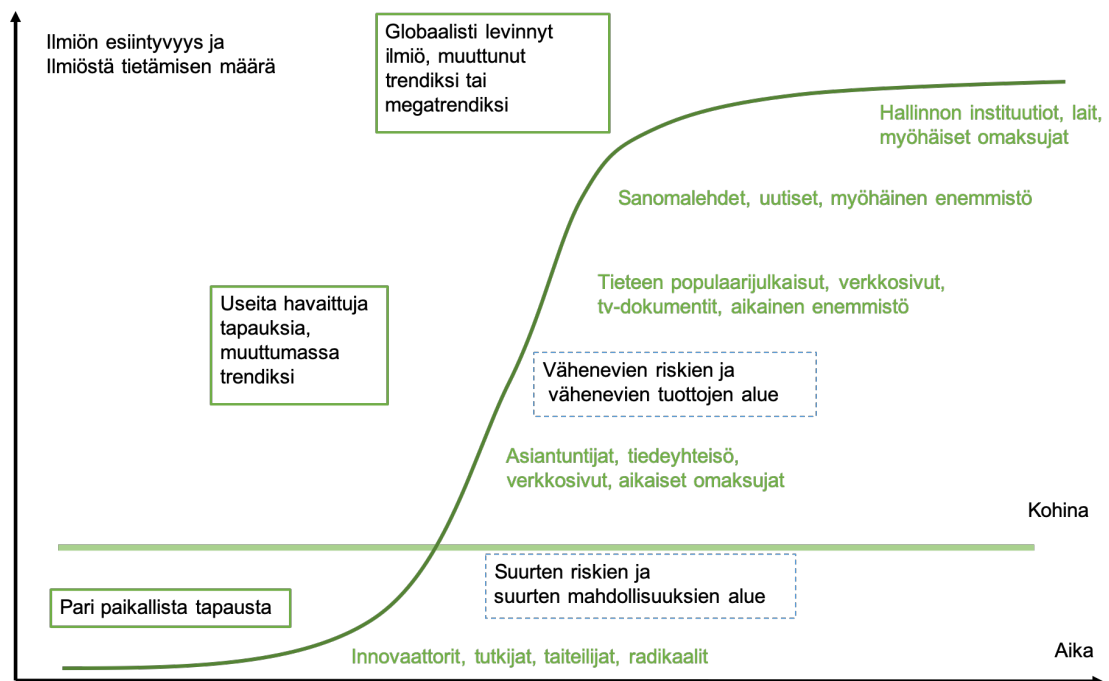 Ilmiön esiintyvyys ja
Ilmiöstä tietämisen määrä
Globaalisti levinnyt
ilmiö, muuttunut
trendiksi tai
megatrendiksi
Hallinnon instituutiot, lait,
myöhäiset omaksujat
Sanomalehdet, uutiset, myöhäinen enemmistö
Tieteen populaarijulkaisut, verkkosivut,
tv-dokumentit, aikainen enemmistö
Useita havaittuja
tapauksia,
muuttumassa
trendiksi
Vähenevien riskien ja
vähenevien tuottojen alue
Asiantuntijat, tiedeyhteisö,
verkkosivut, aikaiset omaksujat
Kohina
Suurten riskien ja
suurten mahdollisuuksien alue
Pari paikallista tapausta
Innovaattorit, tutkijat, taiteilijat, radikaalit
Aika